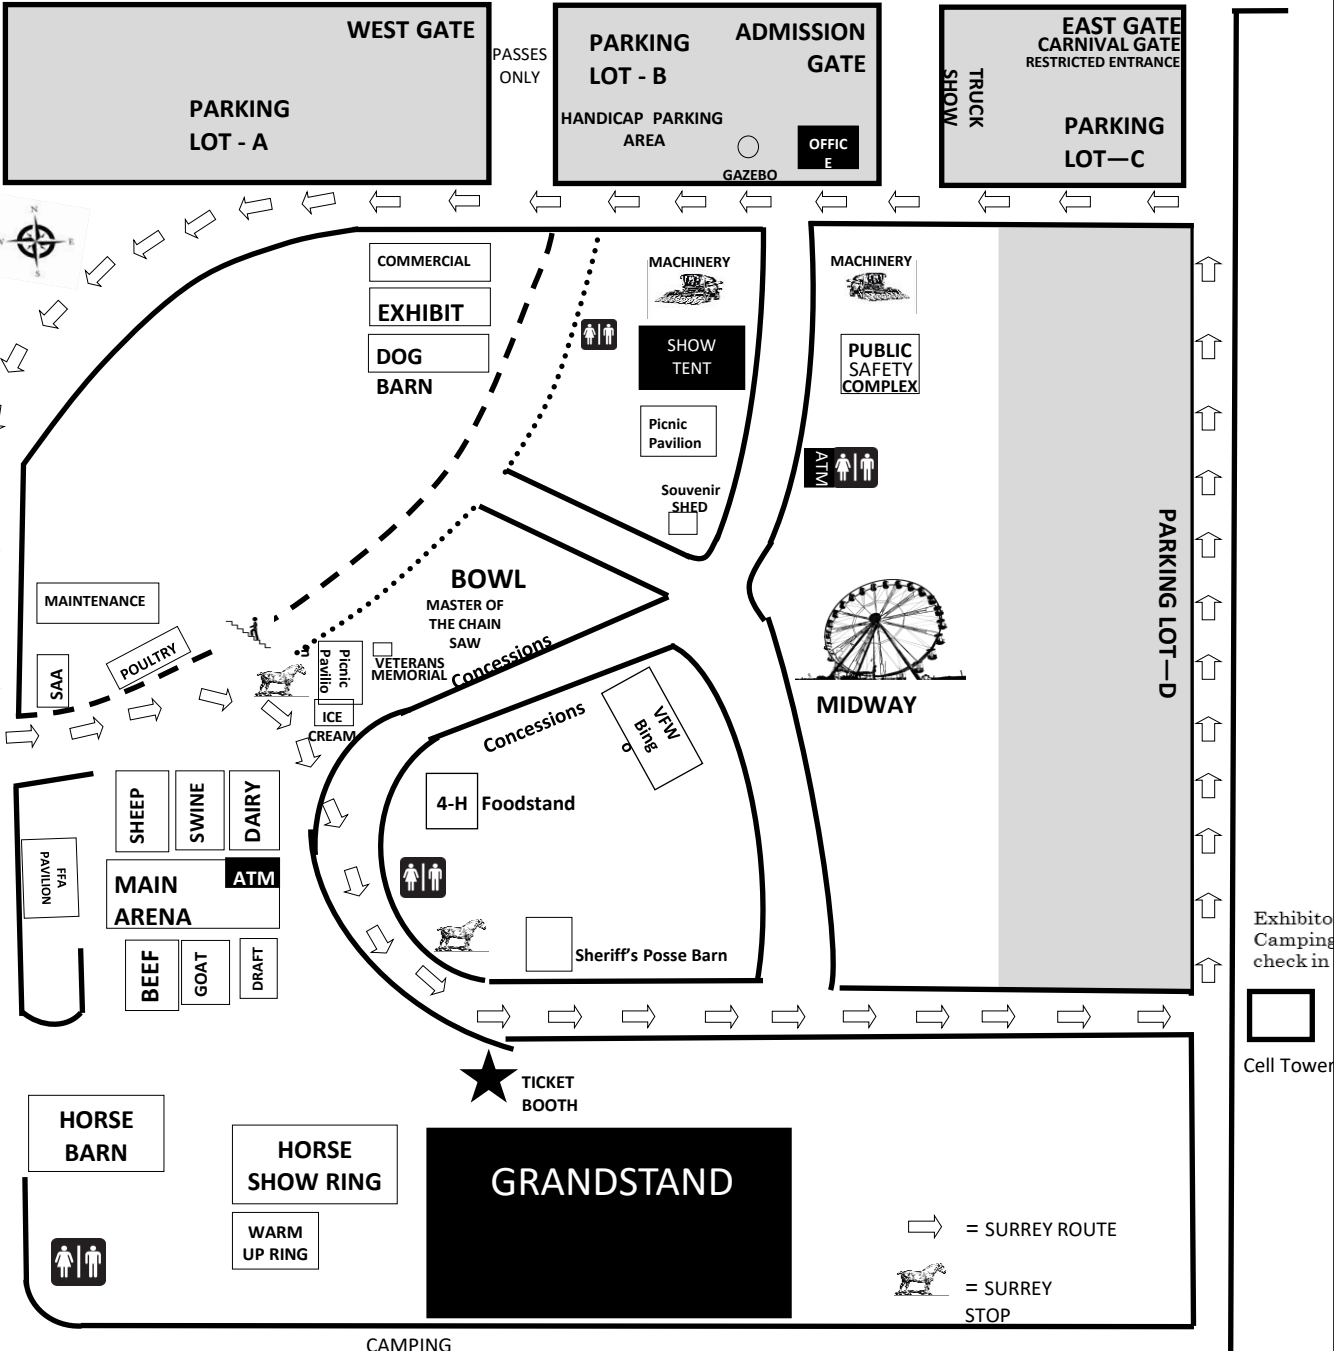 WEST GATE
PARKING
LOT - A
PASSES
ONLY
PARKING
LOT - B
ADMISSION
GATE
HANDICAP PARKING
AREA
GAZEBO
OFFIC
E
EAST GATE
CARNIVAL GATE
RESTRICTED ENTRANCE
TRUCK
SHOW
PARKING
LOT—C
N
E
S
W
COMMERCIAL
EXHIBIT
DOG
BARN
MACHINERY
SHOW
TENT
Picnic
Pavilion
Souvenir
SHED
MACHINERY
PUBLIC
SAFETY
COMPLEX
ATM
PARKING LOT—D
BOWL
MASTER OF
THE CHAIN
SAW
Concessions
MAINTENANCE
POULTRY
SAA
Picnic
Pavilio
n
VETERANS
MEMORIAL
ICE
CREAM
Concessions
VFW
Bing
o
MIDWAY
4-H Foodstand
SHEEP
SWINE
DAIRY
FFA
PAVILION
MAIN
ARENA
ATM
BEEF
GOAT
DRAFT
Sheriff's Posse Barn
Exhibito
Camping
check in
Cell Tower
TICKET
BOOTH
HORSE
BARN
HORSE
SHOW RING
WARM
UP RING
GRANDSTAND
= SURREY ROUTE
= SURREY
STOP
CAMPING